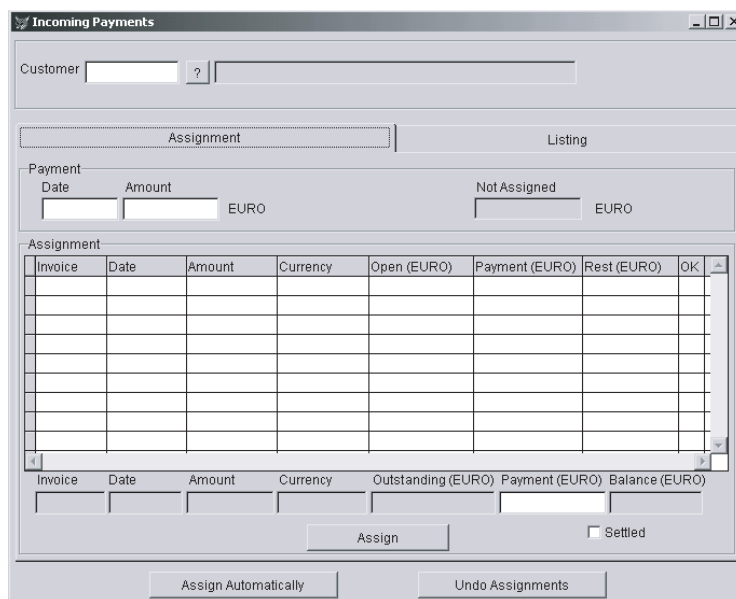 Incoming Payments
Customer ?
Assignment Listing
Payment
Date Amount Not Assigned
EURO EURO
Assignment
Invoice Date Amount Currency Open (EURO) Payment (EURO) Rest (EURO) OK
Invoice Date Amount Currency Outstanding (EURO) Payment (EURO) Balance (EURO)
Assign Settled
Assign Automatically Undo Assignments